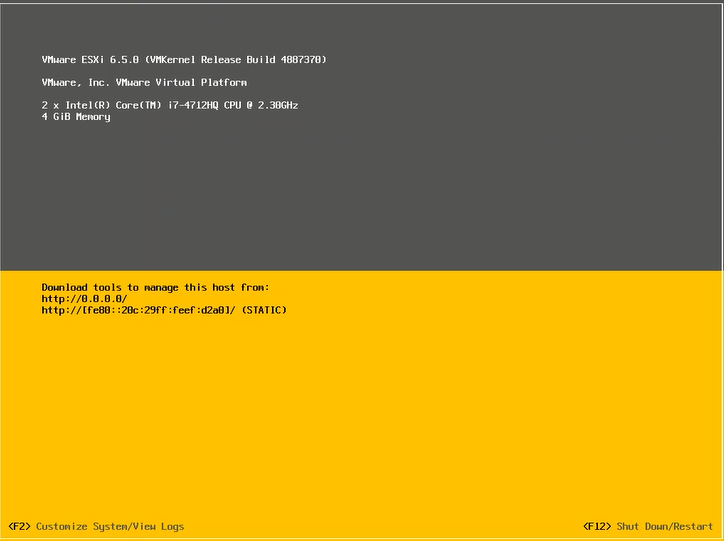 VMware ESXi 6.5.0 (VMKernel Release Build 4887370)
VMware, Inc. VMware Virtual Platform
2 x Intel(R) Core(TM) i7-4712HQ CPU @ 2.30GHz
4 GiB Memory
Download tools to manage this host from:
http://0.0.0.0/
http://[fe80::20c:29ff:feef:d2a0]/ (STATIC)
<F2> Customize System/View Logs
<F12> Shut Down/Restart